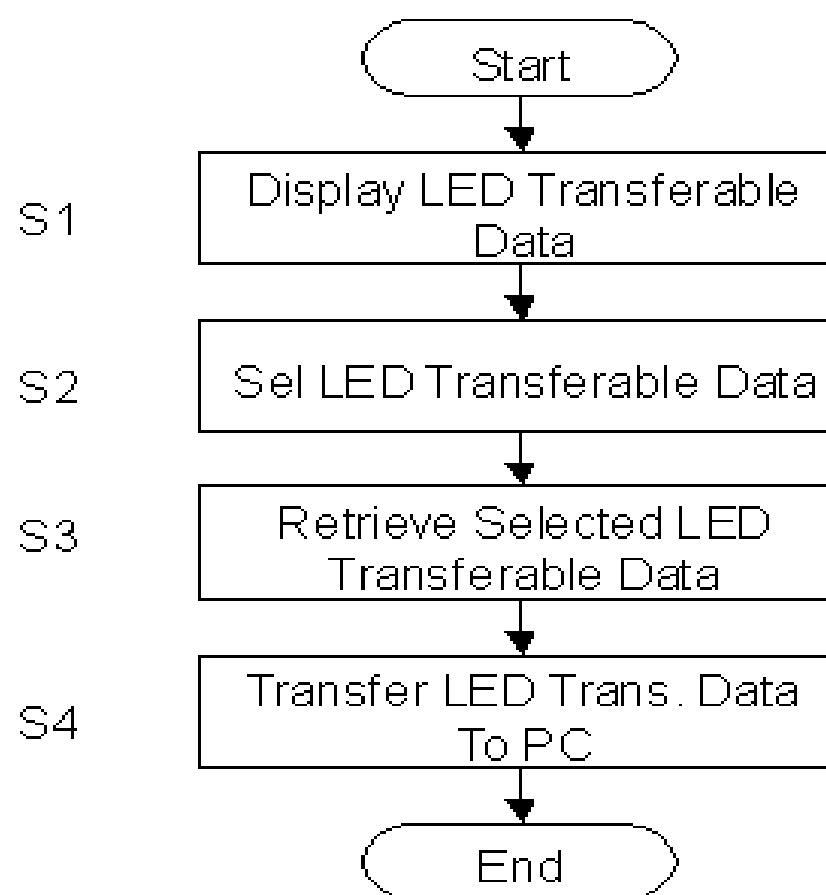 Start
S1
Display LED Transferable
Data
S2
Sel LED Transferable Data
S3
Retrieve Selected LED
Transferable Data
S4
Transfer LED Trans. Data
To PC
End